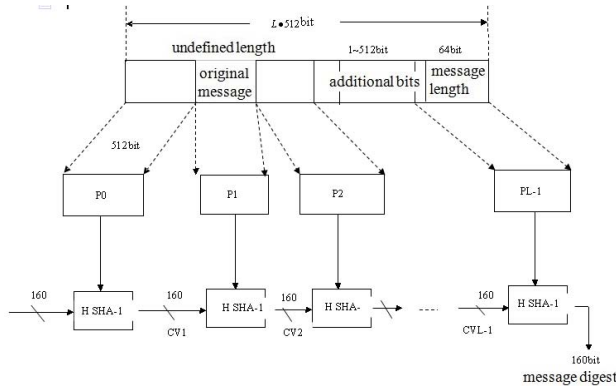 L•512bit
undefined length
1~512bit
64bit
original message
additional bits
message length
512bit
P0
P1
P2
PL-1
160
H SHA-1
160
CV1
H SHA-1
160
CV2
H SHA-
....
160
CVL-1
H SHA-1
160bit
message digest